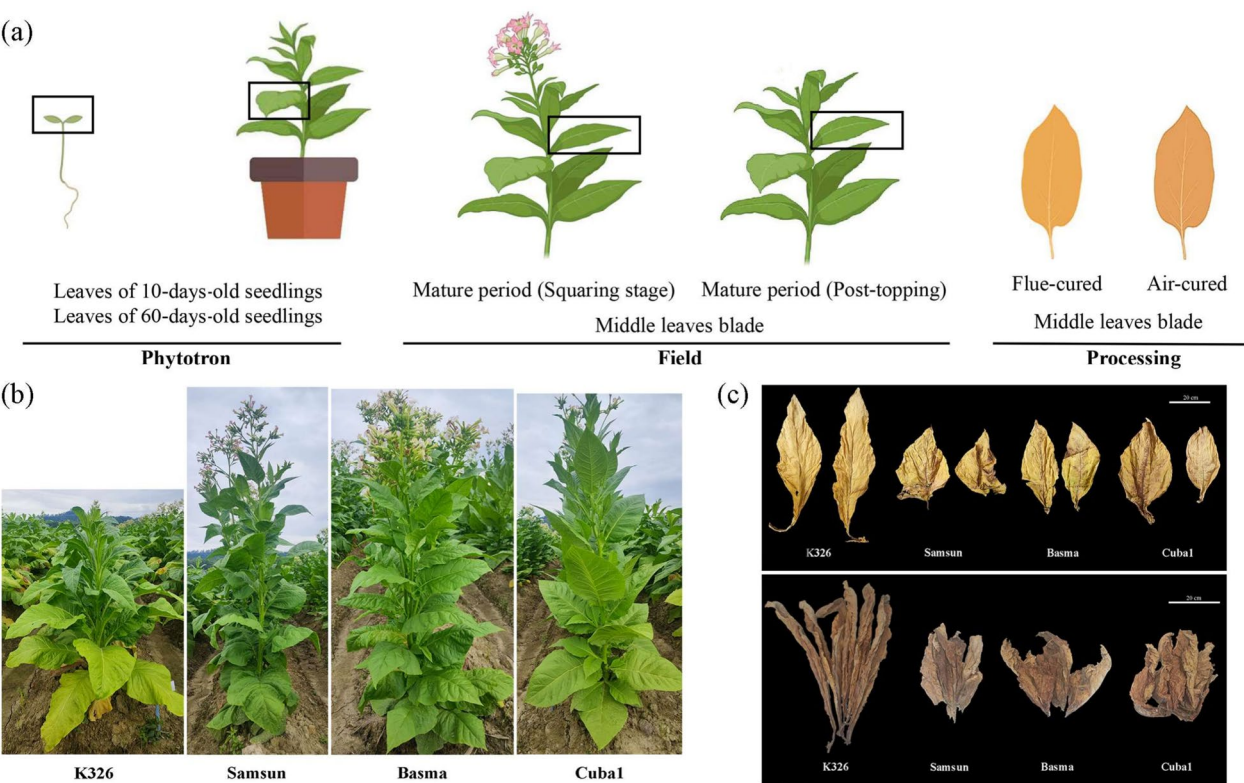 (a)
Leaves of 10-days-old seedlings
Leaves of 60-days-old seedlings
Phytotron
Mature period (Squaring stage)
Mature period (Post-topping)
Middle leaves blade
Field
Flue-cured
Air-cured
Middle leaves blade
Processing
(b)
K326
Samsun
Basma
Cuba1
(c)
20 cm
K326
Samsun
Basma
Cuba1
20 cm
K326
Samsun
Basma
Cuba1